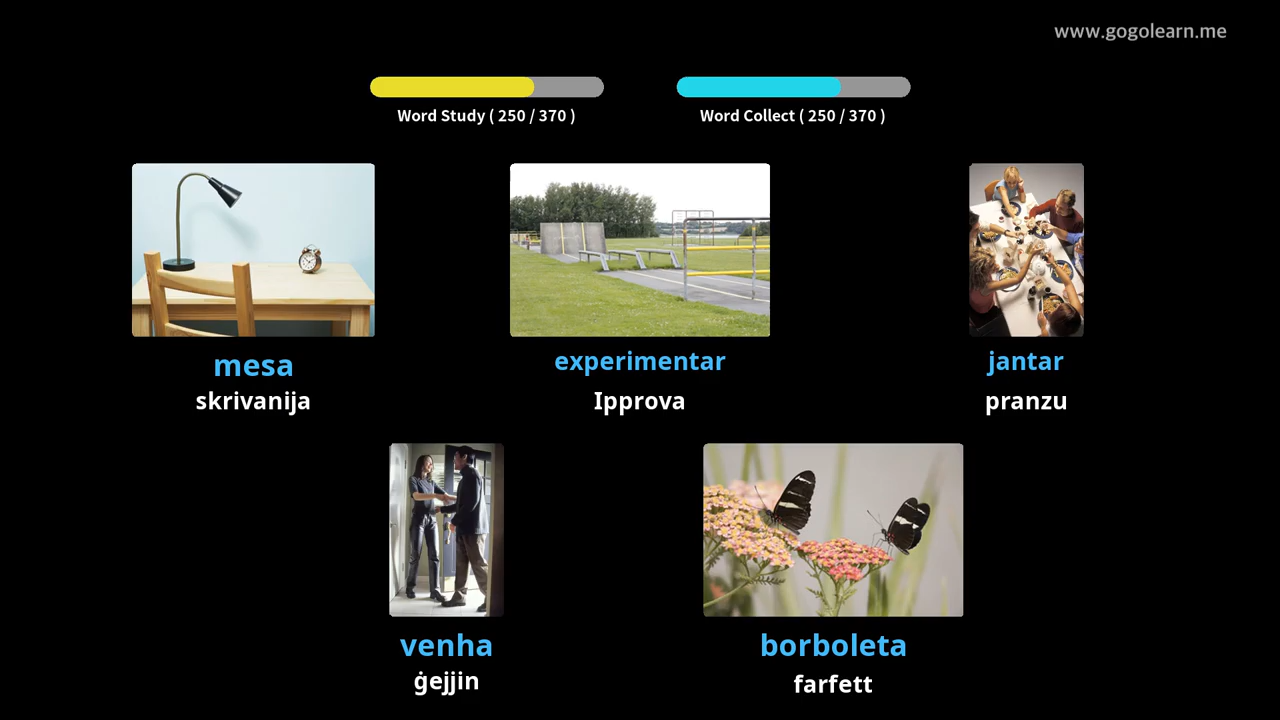 www.gogolearn.me
Word Study ( 250 / 370 )
Word Collect ( 250 / 370 )
mesa
skrivanija
experimentar
Ipprova
jantar
pranzu
venha
ġejjin
borboleta
farfett